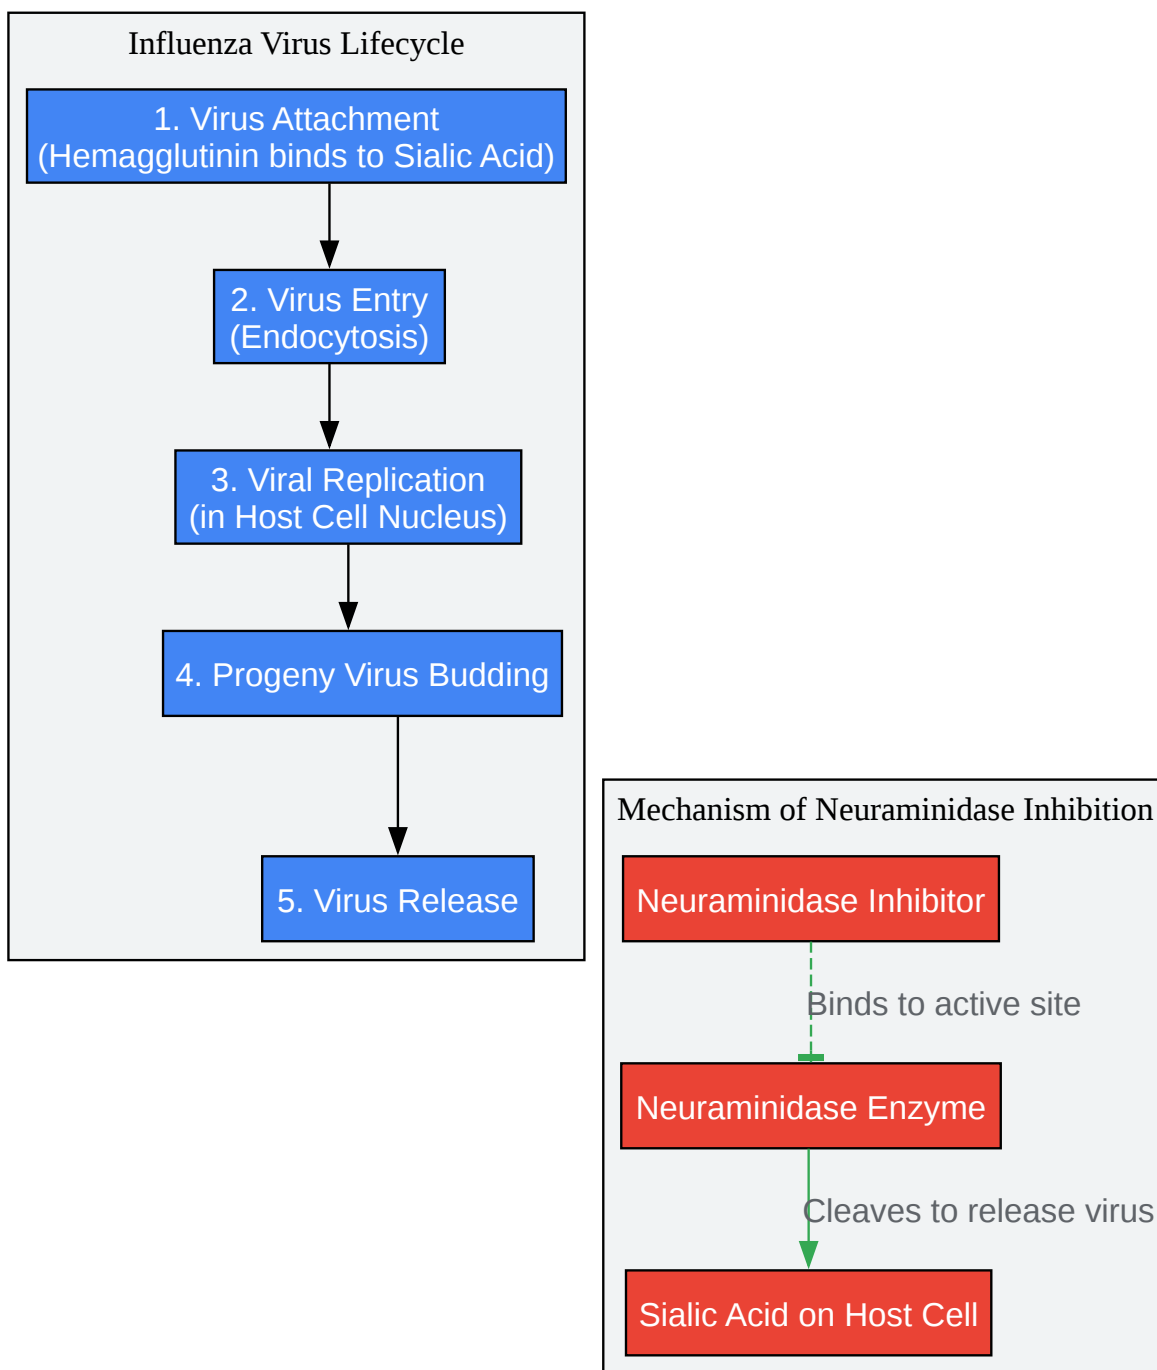 Influenza Virus Lifecycle
1. Virus Attachment
(Hemagglutinin binds to Sialic Acid)
2. Virus Entry
(Endocytosis)
3. Viral Replication
(in Host Cell Nucleus)
4. Progeny Virus Budding
5. Virus Release
Mechanism of Neuraminidase Inhibition
Neuraminidase Inhibitor
Binds to active site
Neuraminidase Enzyme
Cleaves to release virus
Sialic Acid on Host Cell